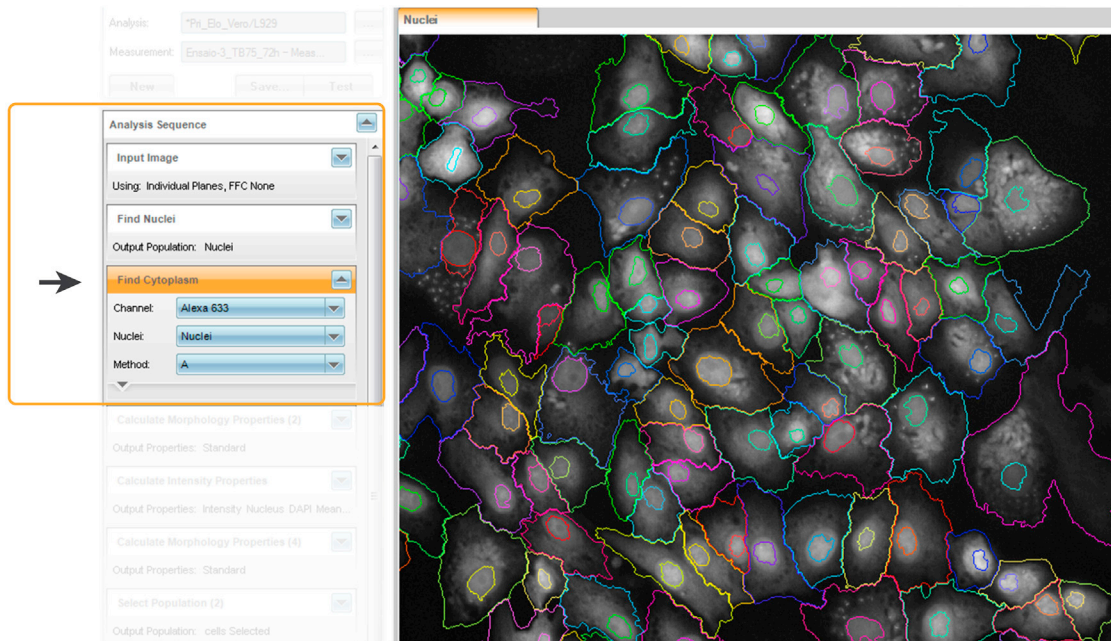 Analysis: *Pri_Elo_Vero/L929
Measurement: Ensaio-3_TB75_72h – Meas...
New Save... Test
Analysis Sequence
Input Image
Using: Individual Planes, FFC None
Find Nuclei
Output Population: Nuclei
Find Cytoplasm
Channel: Alexa 633
Nuclei: Nuclei
Method: A
Calculate Morphology Properties (2)
Output Properties: Standard
Calculate Intensity Properties
Output Properties: Intensity Nucleus DAPI Mean...
Calculate Morphology Properties (4)
Output Properties: Standard
Select Population (2)
Output Population: cells Selected
Nuclei